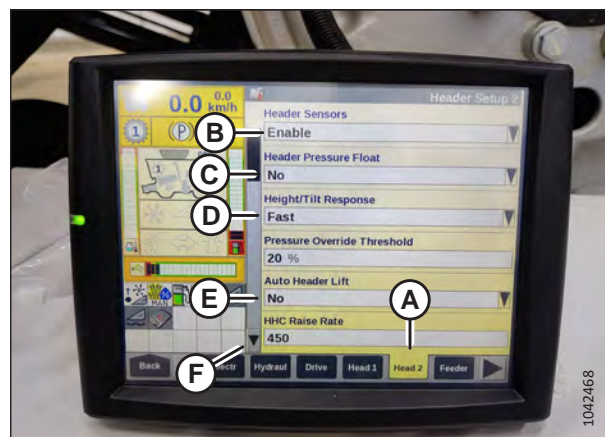 0.0 0.0 km/h
Header Setup 2
1 (P)
B
Header Sensors
Enable
C
Header Pressure Float
No
1
D
Height/Tilt Response
Fast
Pressure Override Threshold
20 %
E
Auto Header Lift
No
A
MAN
HHC Raise Rate
450
F
Back
ectr
Hydraul
Drive
Head 1
Head 2
Feeder
1042468